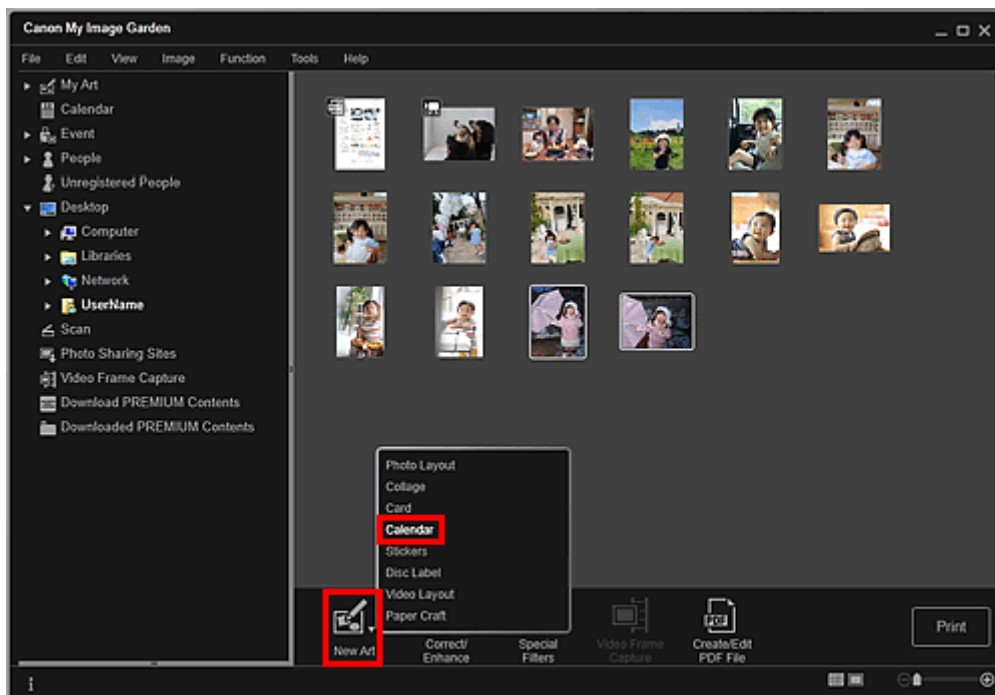 Canon My Image Garden
File Edit View Image Function Tools Help
My Art
Calendar
Event
People
Unregistered People
Desktop
Computer
Libraries
Network
UserName
Scan
Photo Sharing Sites
Video Frame Capture
Download PREMIUM Contents
Downloaded PREMIUM Contents
Photo Layout
Collage
Card
Calendar
Stickers
Disc Label
Video Layout
Paper Craft
New Art
Correct/
Enhance
Special
Filters
Video Frame
Capture
PDF
Create/Edit
PDF File
Print